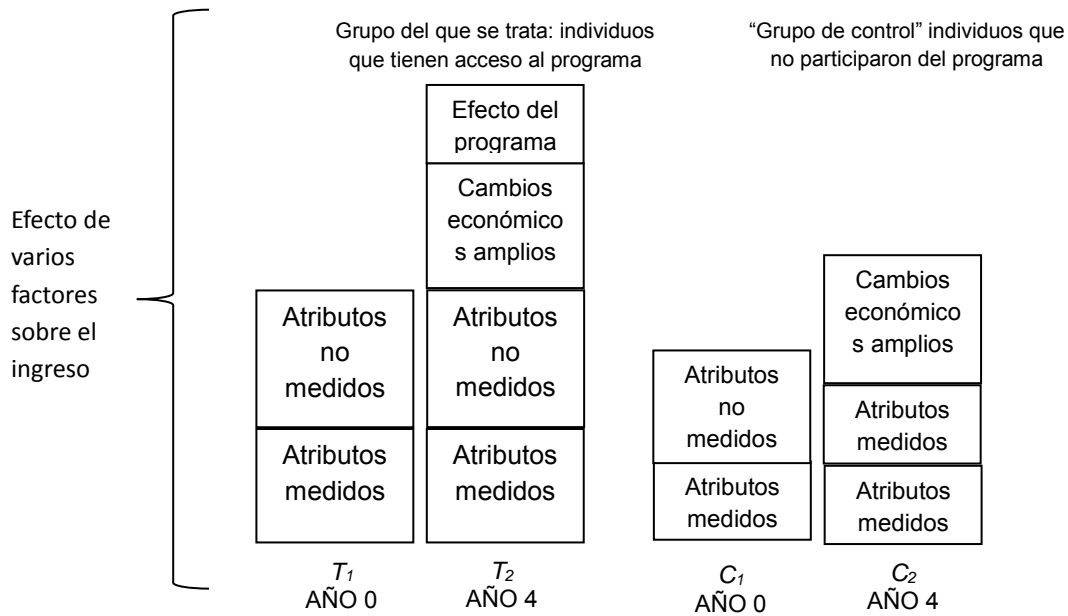 Grupo del que se trata: individuos
que tienen acceso al programa
“Grupo de control” individuos que
no participaron del programa
Efecto de
varios
factores
sobre el
ingreso
Atributos
no
medidos
Atributos
medidos
T1
AÑO 0
Efecto del
programa
Cambios
económico
s amplios
Atributos
no
medidos
Atributos
medidos
T2
AÑO 4
Atributos
no
medidos
Atributos
medidos
C1
AÑO 0
Cambios
económico
s amplios
Atributos
medidos
Atributos
medidos
C2
AÑO 4